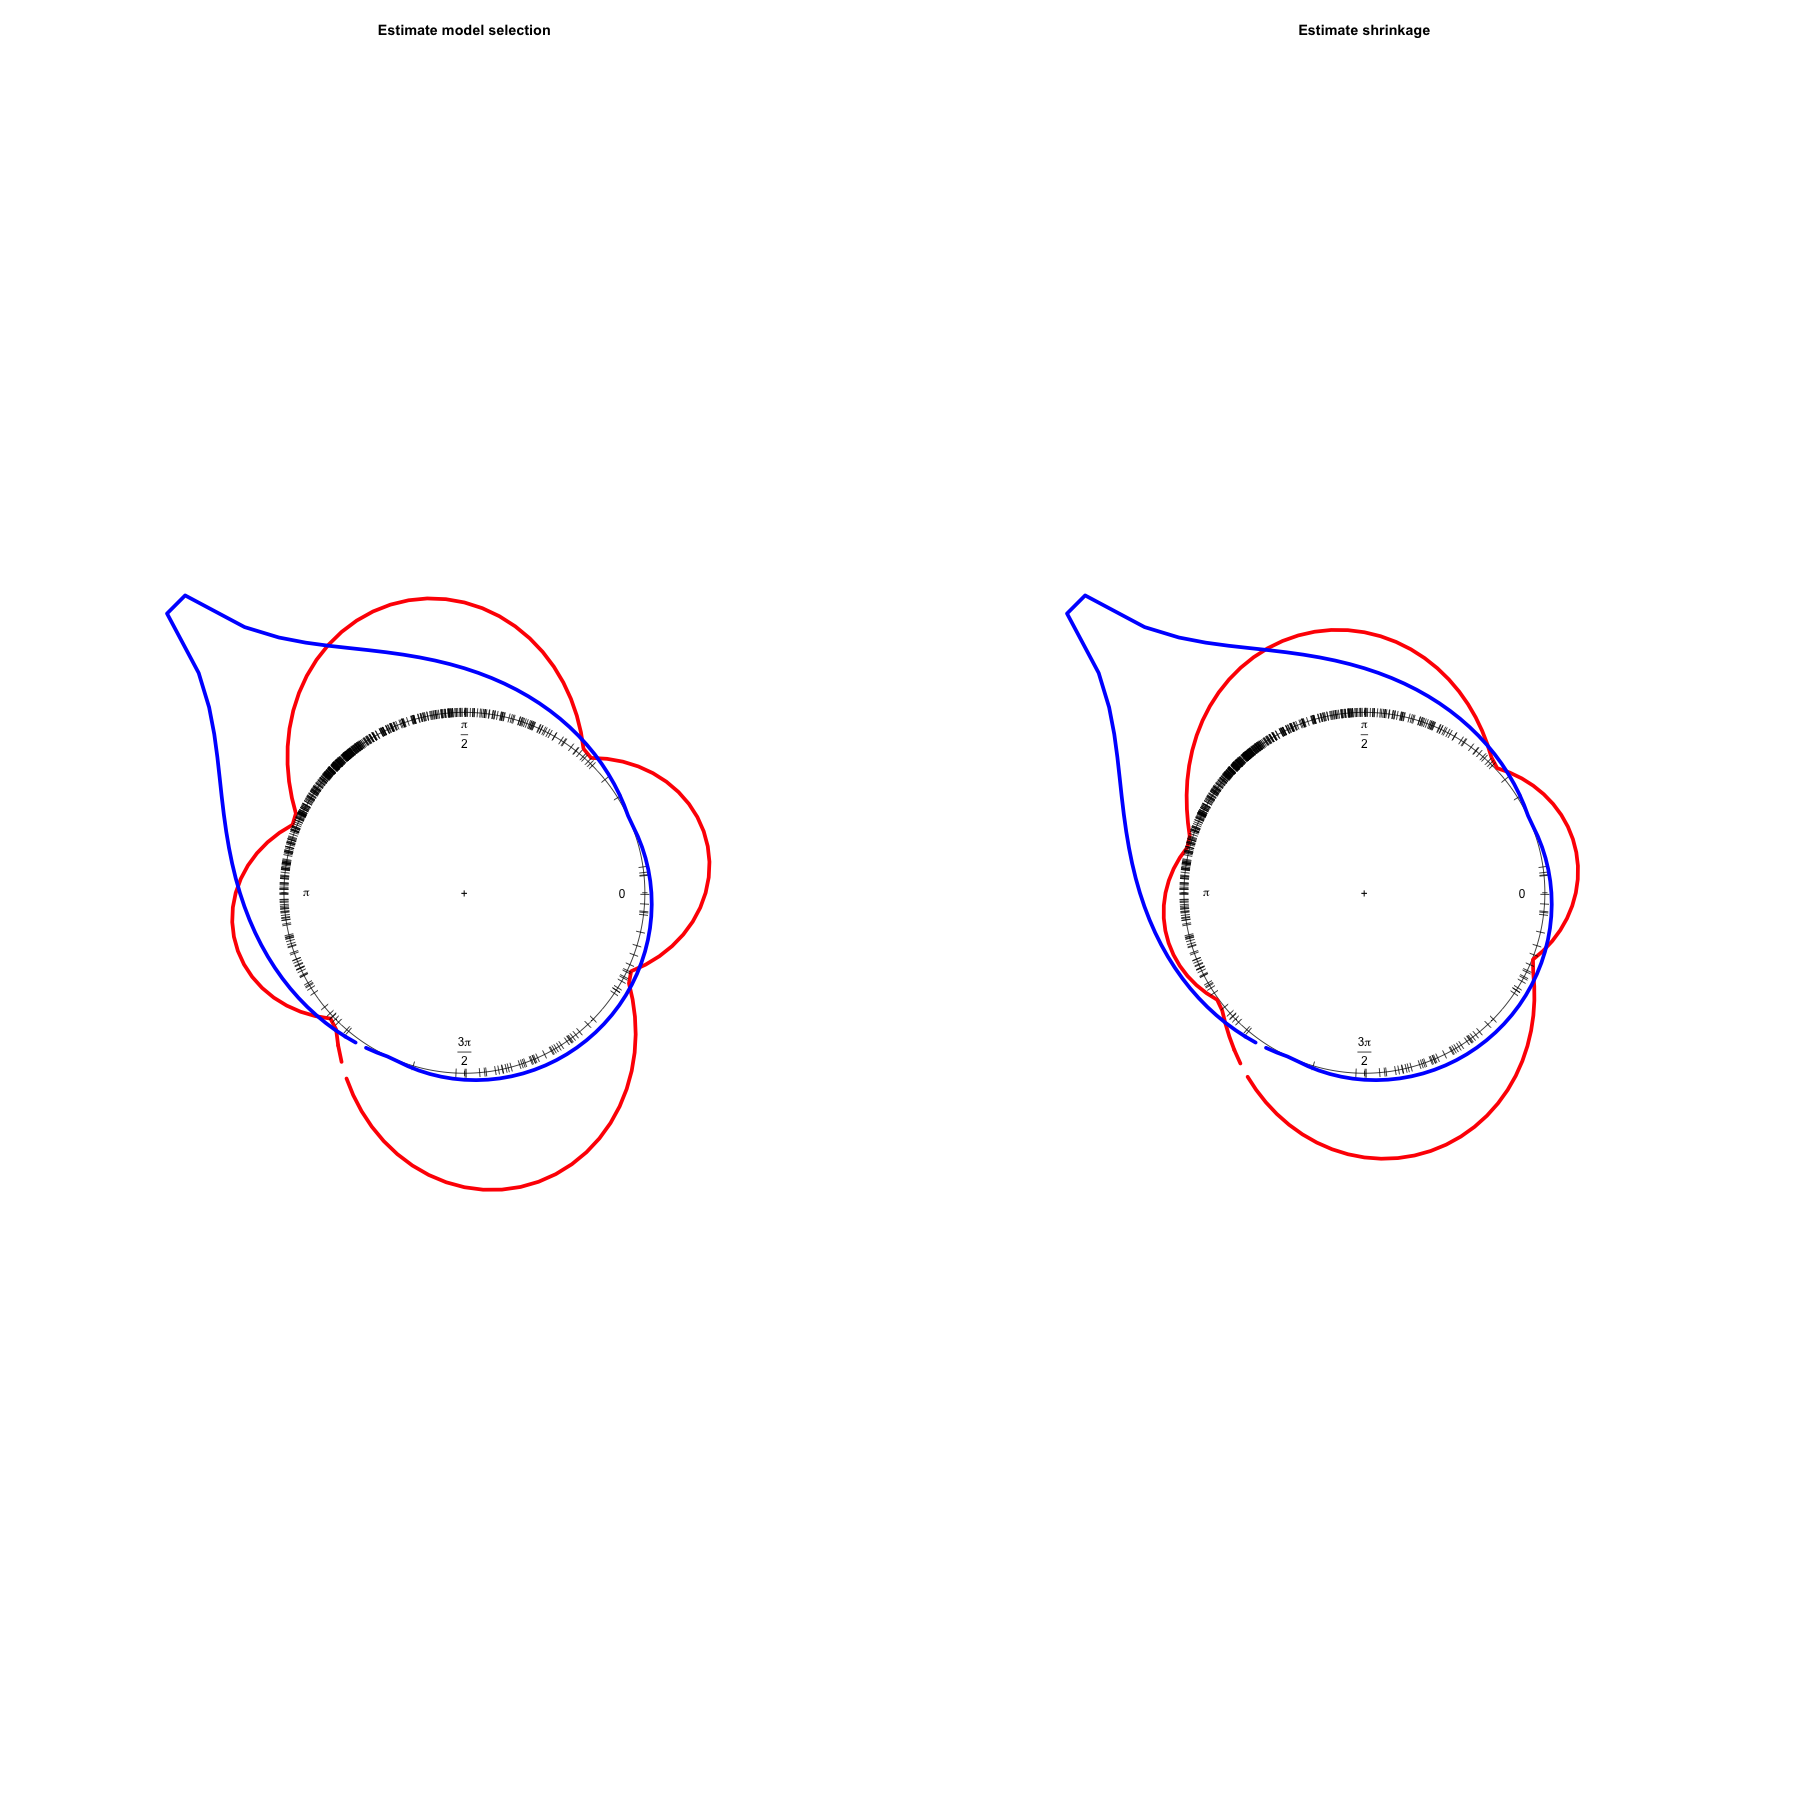 Estimate model selection
Estimate shrinkage
π
2
π
+
0
3π
2
π
2
π
+
0
3π
2